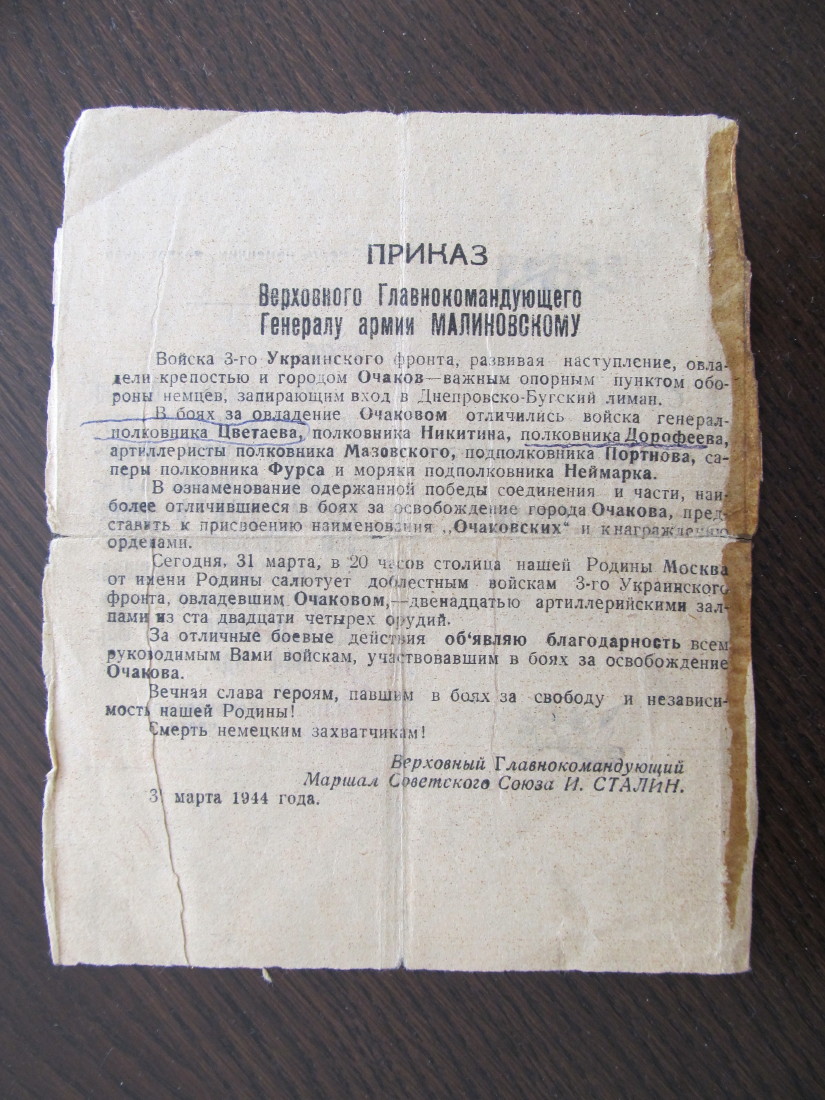 ПРИКАЗ
Верховного Главнокомандующего
Генералу армии МАЛИНОВСКОМУ
Войска 3-го Украинского фронта, развивая наступление, овла-
дели крепостью и городом Очаков—важным опорным пунктом обо-
роны немцев, запирающим вход в Днепровско-Бугский лиман.
В боях за овладение Очаковом отличились войска генерал-
полковника Цветаева, полковника Никитина, полковника Дорофеева,
артиллеристы полковника Мазовского, подполковника Портнова, са-
перы полковника Фурса и моряки подполковника Неймарка.
В ознаменование одержанной победы соединения и части, наи-
более отличившиеся в боях за освобождение города Очакова, пред-
ставить к присвоению наименования „Очаковских“ и к награждению
орденами.
Сегодня, 31 марта, в 20 часов столица нашей Родины Москва
от имени Родины салютует доблестным войскам 3-го Украинского
фронта, овладевшим Очаковом,—двенадцатью артиллерийскими зал-
пами из ста двадцати четырех орудий.
За отличные боевые действия об‘являю благодарность всем
руководимым Вами войскам, участвовавшим в боях за освобождение
Очакова.
Вечная слава героям, павшим в боях за свободу и независи-
мость нашей Родины!
Смерть немецким захватчикам!
Верховный Главнокомандующий
Маршал Советского Союза И. СТАЛИН.
31 марта 1944 года.